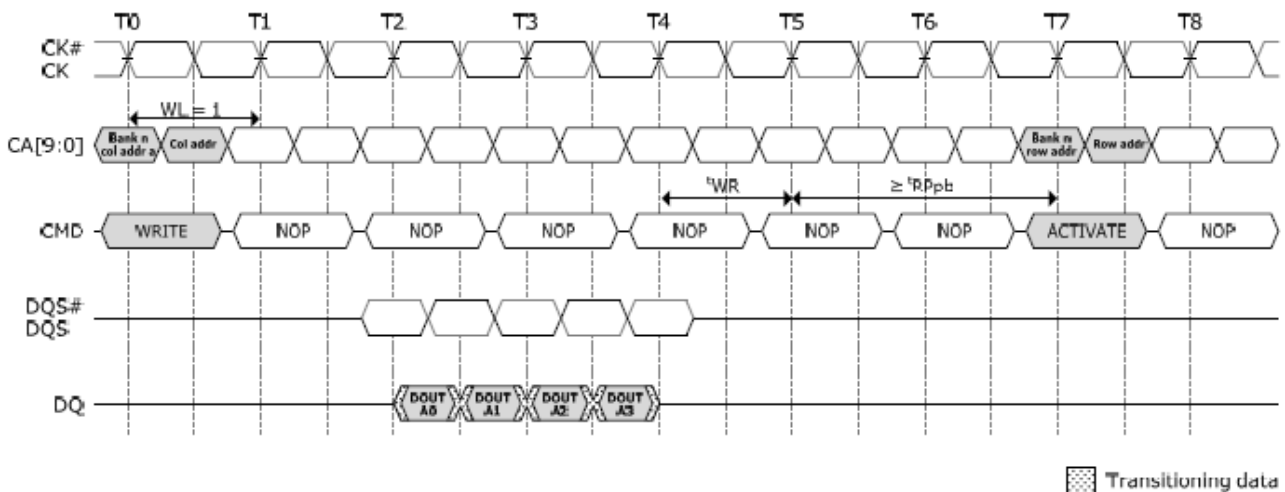 T0 T1 T2 T3 T4 T5 T6 T7 T8
CK#
CK
WL = 1
CA[9:0] Bank n col addr a Col addr Bank n row addr Row addr
tWR ≥ tRPpb
CMD WRITE NOP NOP NOP NOP NOP NOP ACTIVATE NOP
DQS#
DQS
DQ DOUT A0 DOUT A1 DOUT A2 DOUT A3
Transitioning data